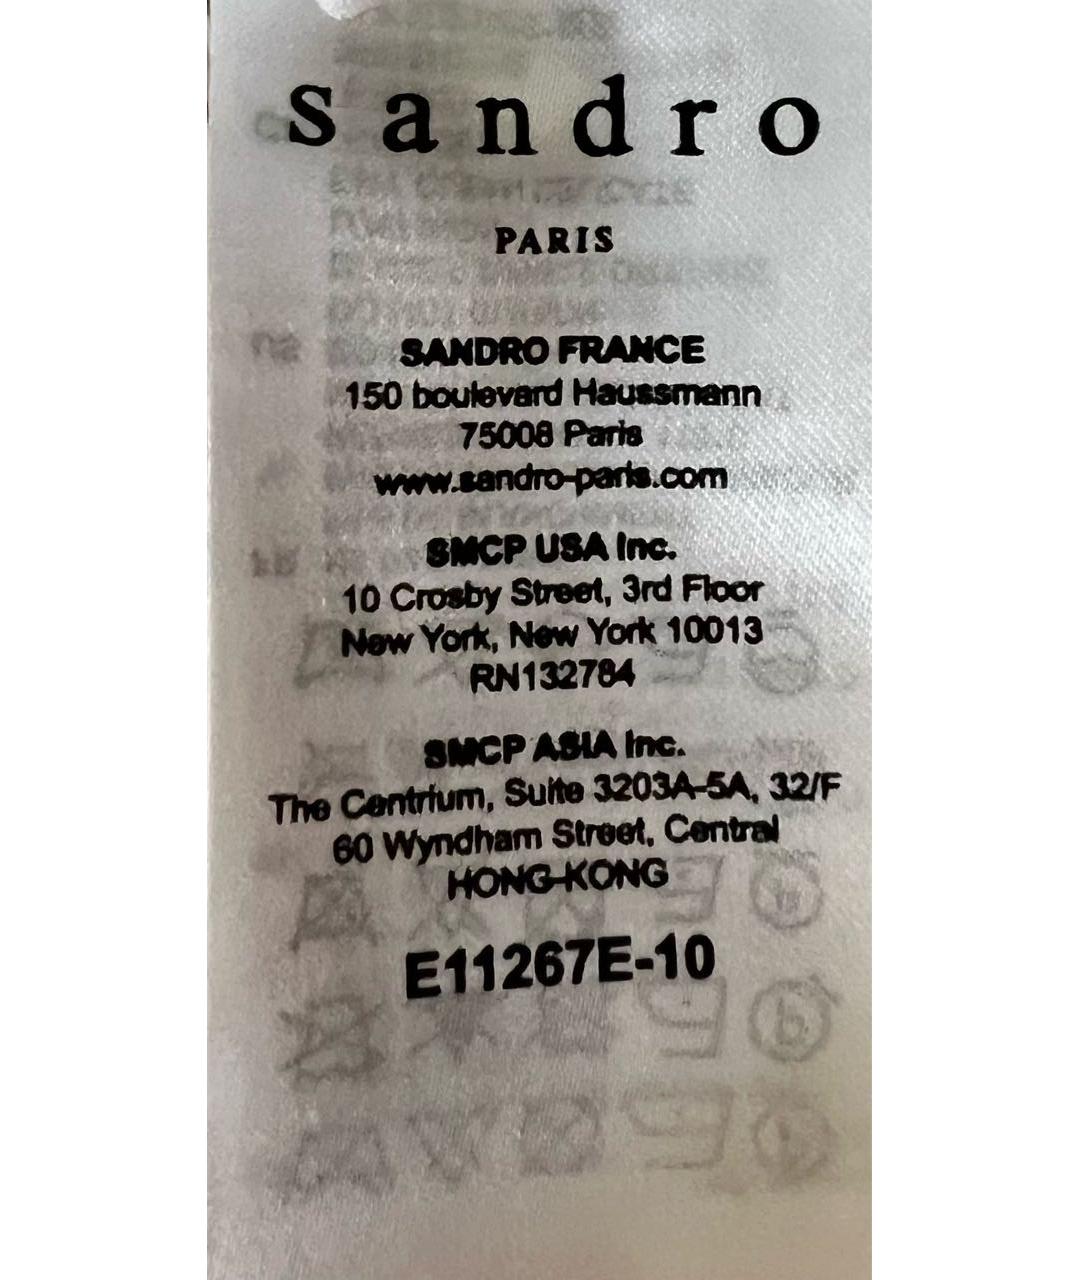 sandro
PARIS
SANDRO FRANCE
150 boulevard Haussmann
75008 Paris
www.sandro-paris.com
SMCP USA Inc.
10 Crosby Street, 3rd Floor
New York, New York 10013
RN132784
SMCP ASIA Inc.
The Centrium, Suite 3203A-5A, 32/F
60 Wyndham Street, Central
HONG-KONG
E11267E-10